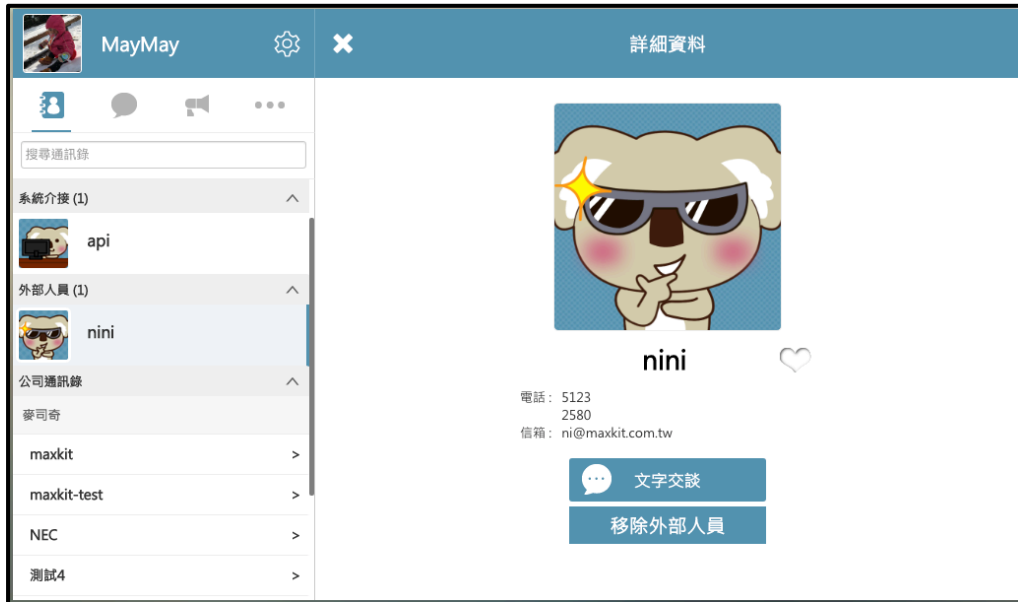 MayMay
詳細資料
搜尋通訊錄
系統介接 (1)
api
外部人員 (1)
nini
公司通訊錄
麥司奇
maxkit >
maxkit-test >
NEC >
測試4 >
nini
電話： 5123
2580
信箱： ni@maxkit.com.tw
文字交談
移除外部人員